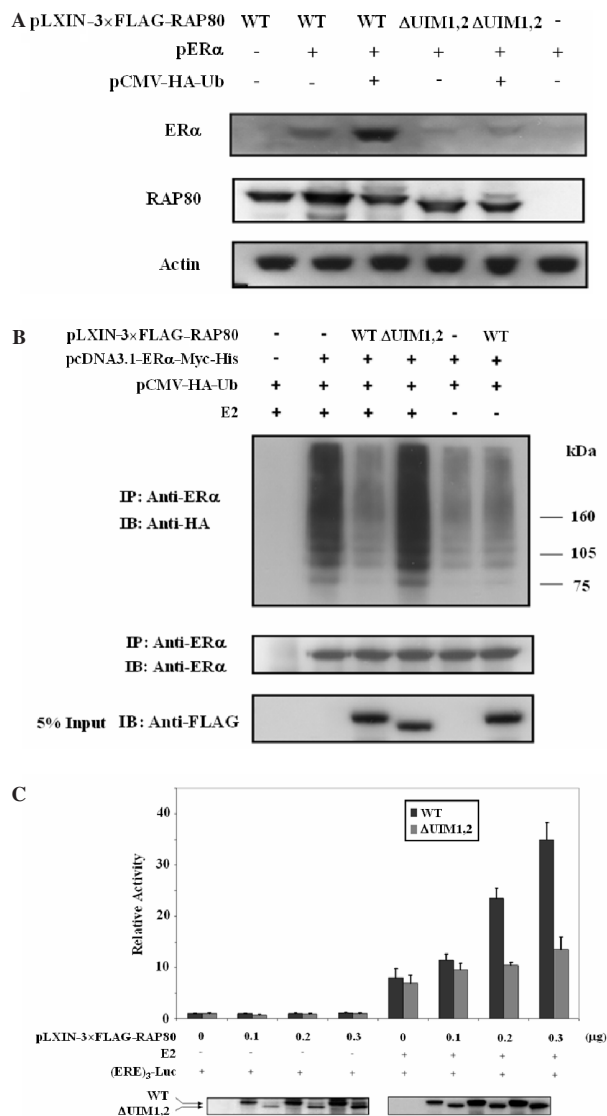 A
pLXIN-3×FLAG-RAP80 WT WT WT ΔUIM1,2 ΔUIM1,2 -
pERα - + + + + +
pCMV-HA-Ub - - + - + -
ERα
RAP80
Actin
B
pLXIN-3×FLAG-RAP80 - - WT ΔUIM1,2 - WT
pcDNA3.1-ERα-Myc-His - + + + + +
pCMV-HA-Ub + + + + + +
E2 + + + + - -
kDa
IP: Anti-ERα
IB: Anti-HA
160
105
75
IP: Anti-ERα
IB: Anti-ERα
5% Input IB: Anti-FLAG
C
Relative Activity
40
30
20
10
0
WT
ΔUIM1,2
pLXIN-3×FLAG-RAP80 0 0.1 0.2 0.3 0 0.1 0.2 0.3 (μg)
E2 - - - - + + + +
(ERE)3-Luc + + + + + + + +
WT
ΔUIM1,2